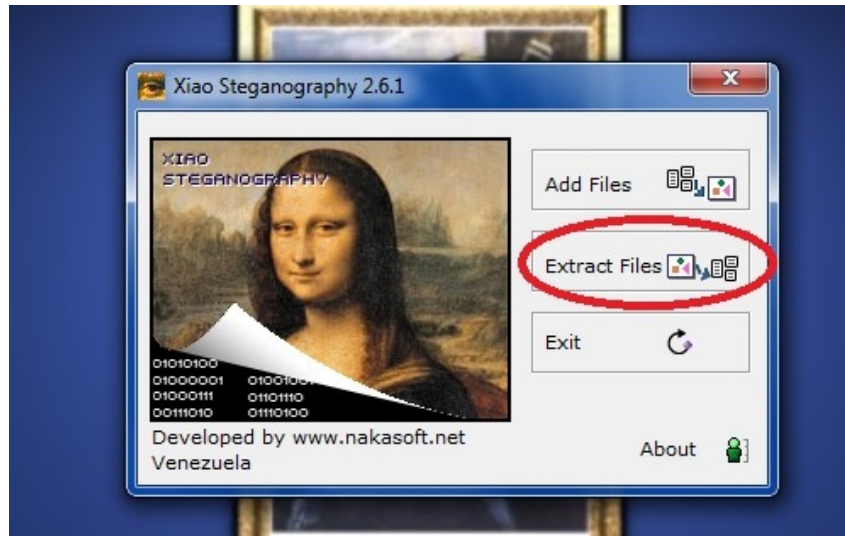 Xiao Steganography 2.6.1
XIAO
STEGANOGRAPHY
01010100
01000001
01000111 01101110
00111010 01110100
Add Files
Extract Files
Exit
Developed by www.nakasoft.net
Venezuela
About